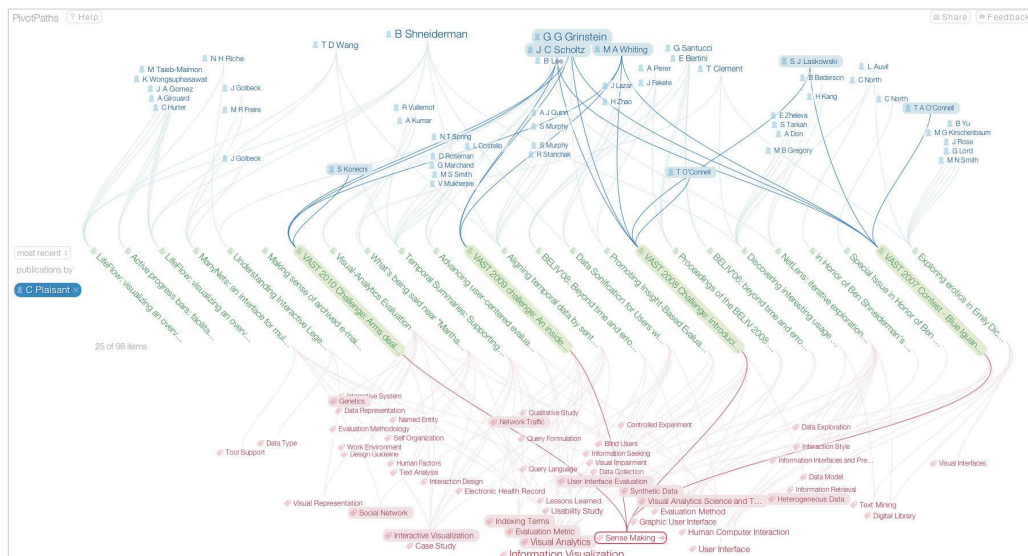 PivotPaths
? Help
Share
Feedback
B Shneiderman
G G Grinstein
T D Wang
J C Scholtz
M A Whiting
G Santucci
E Bertini
N H Riche
B Lee
S J Laskowski
L Auvil
M Taieb-Maimon
K Wongsuphasawat
J A Gomez
A Girouard
C Hurter
J Golbeck
M R Freire
A Perer
J Fekete
T Clement
J Lazar
H Zhao
B Bederson
C North
H Kang
C North
T A O'Connell
R Vuillemot
A Kumar
A J Quinn
S Murphy
E Zheleva
S Tarkan
A Don
B Yu
M G Kirschenbaum
J Rose
G Lord
M N Smith
N T Spring
L Costello
S Murphy
R Stanchak
M B Gregory
J Golbeck
D Roseman
G Marchand
M S Smith
V Mukherjee
S Konecni
T O'Connell
most recent
publications by
C Plaisant ×
25 of 98 items
LifeFlow: visualizing an overv...
Active progress bars: facilita...
LifeFlow: visualizing an overv...
ManyNets: an interface for mul...
Understanding Interactive Lege...
Making sense of archived e-mai...
VAST 2010 Challenge: Arms deal...
Visual-Analytics Evaluation
What's being said near "Martha...
Temporal Summaries: Supporting...
Advancing user-centered evalua...
VAST 2009 challenge: An inside...
Aligning temporal data by sent...
BELIV'08: Beyond time and erro...
Data Sonification for Users wi...
Promoting Insight-Based Evalua...
VAST 2008 Challenge: Introduci...
Proceedings of the BELIV 2008 ...
BELIV'06: beyond time and erro...
Discovering interesting usage...
NetLens: iterative exploration...
in Honor of Ben Shneiderman's ...
Special issue in Honor of Ben ...
VAST 2007 Contest - Blue Iguan...
Exploring erotics in Emily Dic...
Interactive System
Genetics
Data Representation
Named Entity
Evaluation Methodology
Self Organization
Data Type
Tool Support
Work Environment
Design Guideline
Human Factors
Text Analysis
Interaction Design
Qualitative Study
Network Traffic
Query Formulation
Controlled Experiment
Blind Users
Information Seeking
Visual Impairment
Data Collection
Query Language
User Interface Evaluation
Data Exploration
Interaction Style
Information Interfaces and Pre...
Visual Interfaces
Data Model
Information Retrieval
Electronic Health Record
Synthetic Data
Visual Representation
Social Network
Lessons Learned
Usability Study
Visual Analytics Science and T...
Heterogeneous Data
Evaluation Method
Text Mining
Digital Library
Indexing Terms
Graphic User Interface
Interactive Visualization
Case Study
Evaluation Metric
Visual Analytics
Sense Making →
Human Computer Interaction
Information Visualization
User Interface